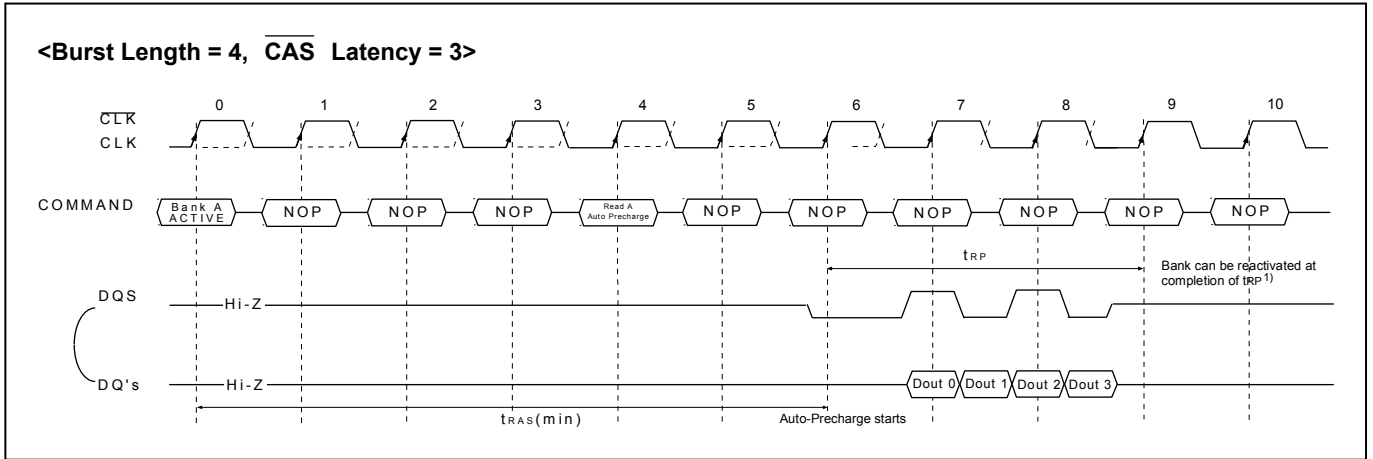 <Burst Length = 4, CAS Latency = 3>
0 1 2 3 4 5 6 7 8 9 10
CLK
CLK
COMMAND
Bank A ACTIVE
NOP
NOP
NOP
Read A Auto Precharge
NOP
NOP
NOP
NOP
NOP
NOP
tRP
Bank can be reactivated at
completion of tRP1)
DQS
Hi-Z
DQ's
Hi-Z
Dout 0 Dout 1 Dout 2 Dout 3
tRAS(min)
Auto-Precharge starts